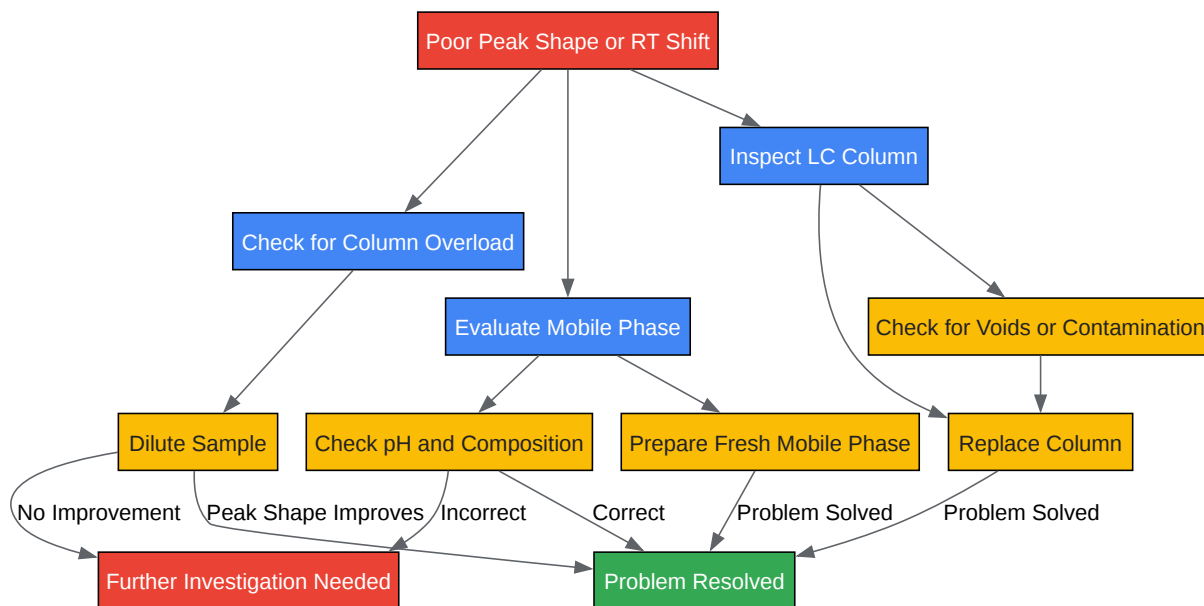 Poor Peak Shape or RT Shift
Inspect LC Column
Check for Column Overload
Evaluate Mobile Phase
Check for Voids or Contamination
Dilute Sample
Check pH and Composition
Prepare Fresh Mobile Phase
Replace Column
No Improvement
Peak Shape Improves
Incorrect
Correct
Problem Solved
Problem Solved
Further Investigation Needed
Problem Resolved